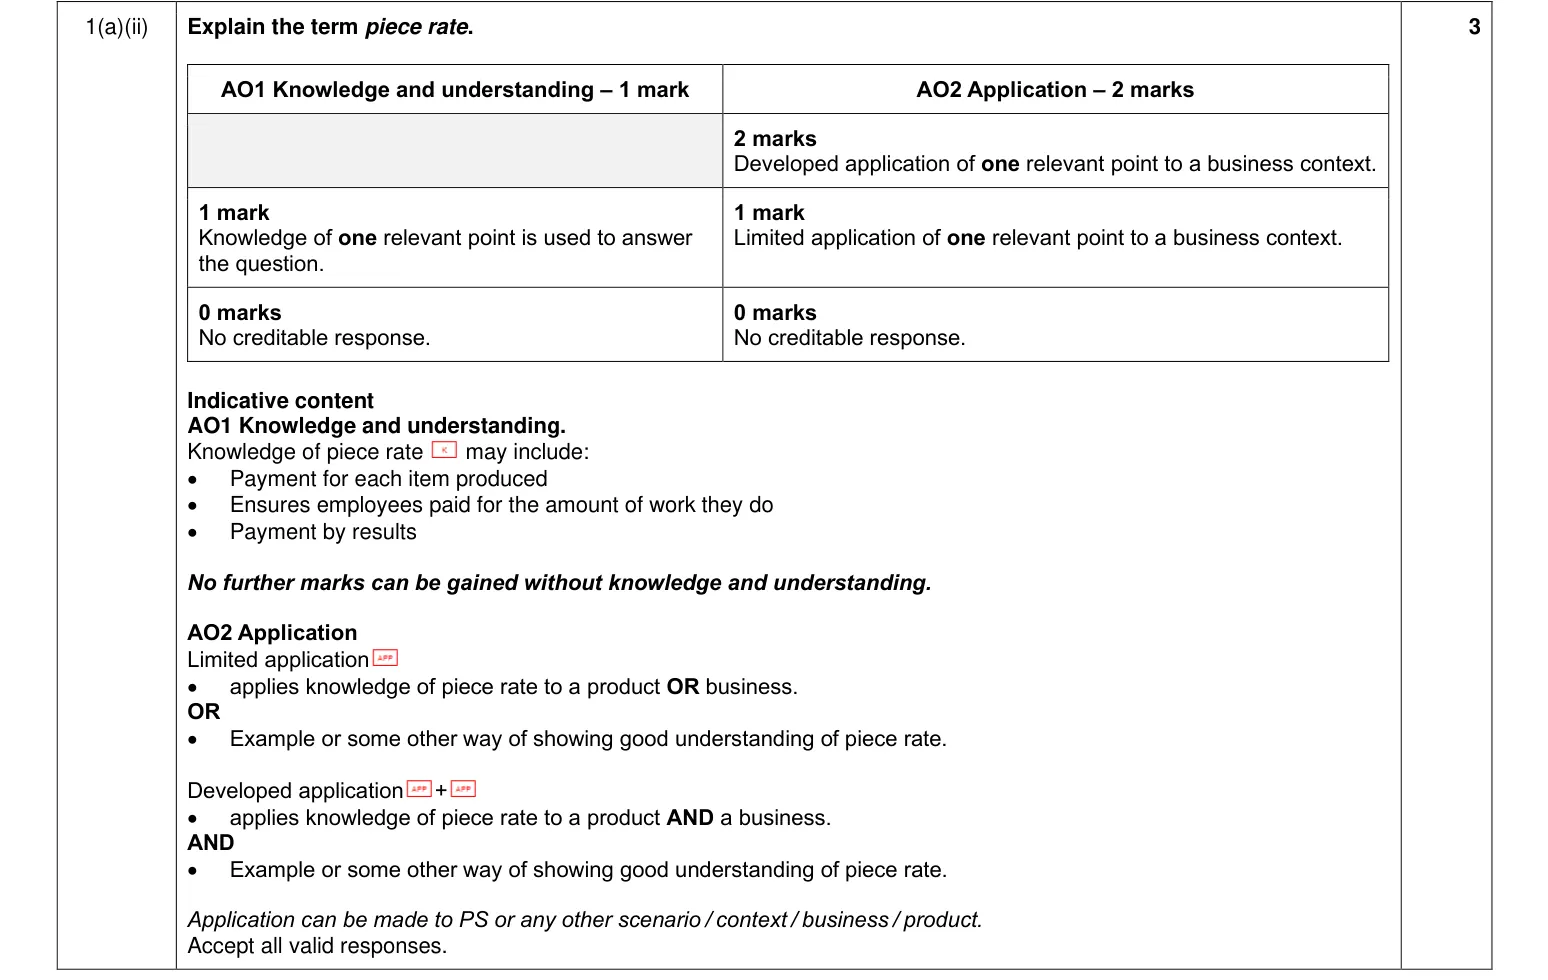 1(a)(ii)
Explain the term piece rate.
3
AO1 Knowledge and understanding – 1 mark
AO2 Application – 2 marks
2 marks
Developed application of one relevant point to a business context.
1 mark
Knowledge of one relevant point is used to answer
the question.
1 mark
Limited application of one relevant point to a business context.
0 marks
No creditable response.
0 marks
No creditable response.
Indicative content
AO1 Knowledge and understanding.
Knowledge of piece rate K may include:
• Payment for each item produced
• Ensures employees paid for the amount of work they do
• Payment by results
No further marks can be gained without knowledge and understanding.
AO2 Application
Limited application APP
• applies knowledge of piece rate to a product OR business.
OR
• Example or some other way of showing good understanding of piece rate.
Developed application APP + APP
• applies knowledge of piece rate to a product AND a business.
AND
• Example or some other way of showing good understanding of piece rate.
Application can be made to PS or any other scenario / context / business / product.
Accept all valid responses.